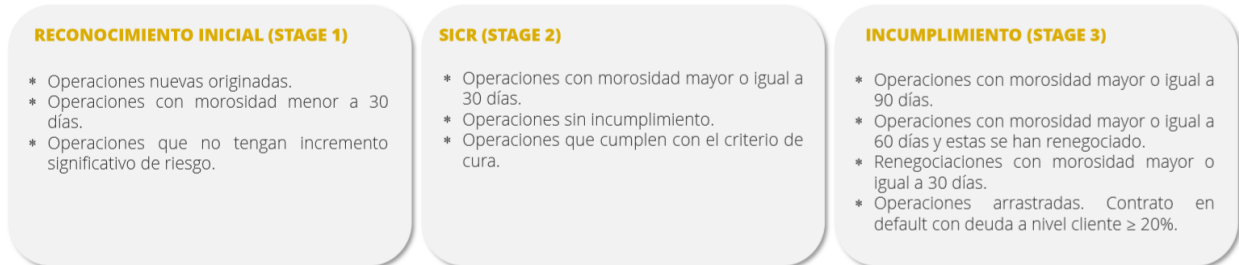 RECONOCIMIENTO INICIAL (STAGE 1)
* Operaciones nuevas originadas.
* Operaciones con morosidad menor a 30
días.
* Operaciones que no tengan incremento
significativo de riesgo.
SICR (STAGE 2)
* Operaciones con morosidad mayor o igual a
30 días.
* Operaciones sin incumplimiento.
* Operaciones que cumplen con el criterio de
cura.
INCUMPLIMIENTO (STAGE 3)
* Operaciones con morosidad mayor o igual a
90 días.
* Operaciones con morosidad mayor o igual a
60 días y estas se han renegociado.
* Renegociaciones con morosidad mayor o
igual a 30 días.
* Operaciones arrastradas. Contrato en
default con deuda a nivel cliente ≥ 20%.